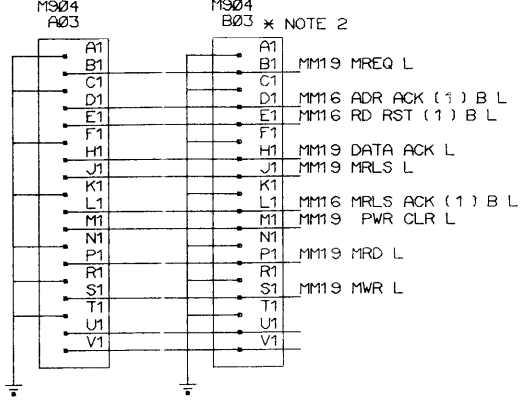 M904 M904
A03 B03 * NOTE 2
A1 A1
B1 B1 MM19 MREQ L
C1 C1
D1 D1 MM16 ADR ACK (1) B L
E1 E1 MM16 RD RST (1) B L
F1 F1
H1 H1 MM19 DATA ACK L
J1 J1 MM19 MRLS L
K1 K1
L1 L1 MM16 MRLS ACK (1) B L
M1 M1 MM19 PWR CLR L
N1 N1
P1 P1 MM19 MRD L
R1 R1
S1 S1 MM19 MWR L
T1 T1
U1 U1
V1 V1